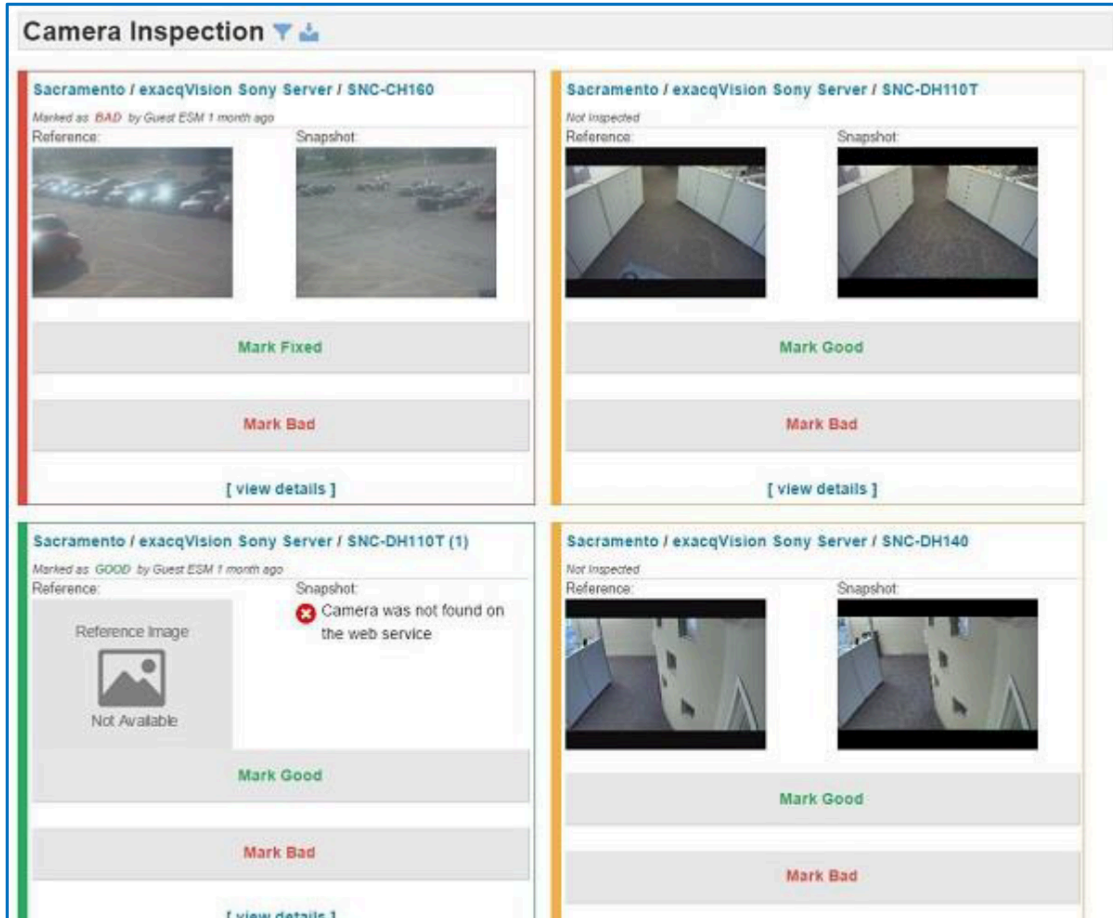 Camera Inspection
Sacramento / exacqVision Sony Server / SNC-CH160
Marked as BAD by Guest ESM 1 month ago
Reference:
Snapshot:
Mark Fixed
Mark Bad
[ view details ]
Sacramento / exacqVision Sony Server / SNC-DH110T
Not Inspected
Reference:
Snapshot:
Mark Good
Mark Bad
[ view details ]
Sacramento / exacqVision Sony Server / SNC-DH110T (1)
Marked as GOOD by Guest ESM 1 month ago
Reference:
Reference Image
Not Available
Snapshot:
Camera was not found on
the web service
Mark Good
Mark Bad
[ view details ]
Sacramento / exacqVision Sony Server / SNC-DH140
Not Inspected
Reference:
Snapshot:
Mark Good
Mark Bad